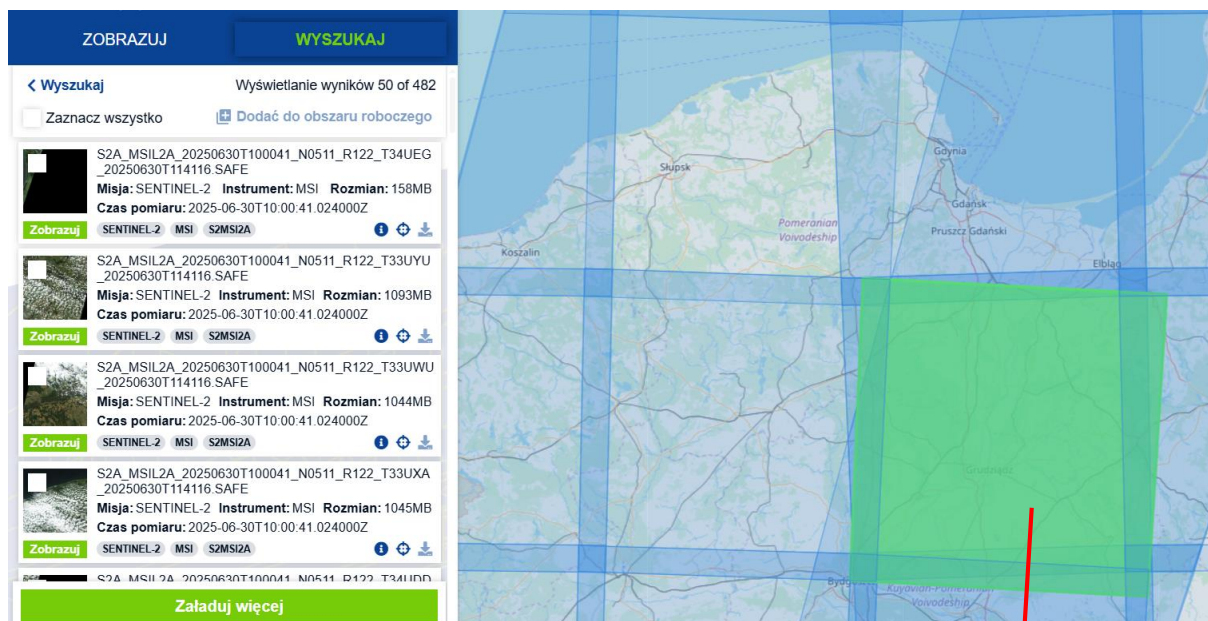 ZOBRAZUJ
WYSZUKAJ
Wyszukaj
Wyświetlanie wyników 50 of 482
Zaznacz wszystko
Dodać do obszaru roboczego
S2A_MSIL2A_20250630T100041_N0511_R122_T34UEG
_20250630T114116.SAFE
Misja: SENTINEL-2 Instrument: MSI Rozmian: 158MB
Czas pomiaru: 2025-06-30T10:00:41.024000Z
Zobrazuj SENTINEL-2 MSI S2MSI2A
S2A_MSIL2A_20250630T100041_N0511_R122_T33UYU
_20250630T114116.SAFE
Misja: SENTINEL-2 Instrument: MSI Rozmian: 1093MB
Czas pomiaru: 2025-06-30T10:00:41.024000Z
Zobrazuj SENTINEL-2 MSI S2MSI2A
S2A_MSIL2A_20250630T100041_N0511_R122_T33UWU
_20250630T114116.SAFE
Misja: SENTINEL-2 Instrument: MSI Rozmian: 1044MB
Czas pomiaru: 2025-06-30T10:00:41.024000Z
Zobrazuj SENTINEL-2 MSI S2MSI2A
S2A_MSIL2A_20250630T100041_N0511_R122_T33UXA
_20250630T114116.SAFE
Misja: SENTINEL-2 Instrument: MSI Rozmian: 1045MB
Czas pomiaru: 2025-06-30T10:00:41.024000Z
Zobrazuj SENTINEL-2 MSI S2MSI2A
S2A_MSIL2A_20250630T100041_N0511_R122_T34UDD
Załaduj więcej
Gdynia
Słupsk
Gdańsk
Pomeranian
Voivodeship
Pruszcz Gdański
Koszalin
Elbląg
Grudziądz
Kuyavian-Pomeranian
Voivodeship